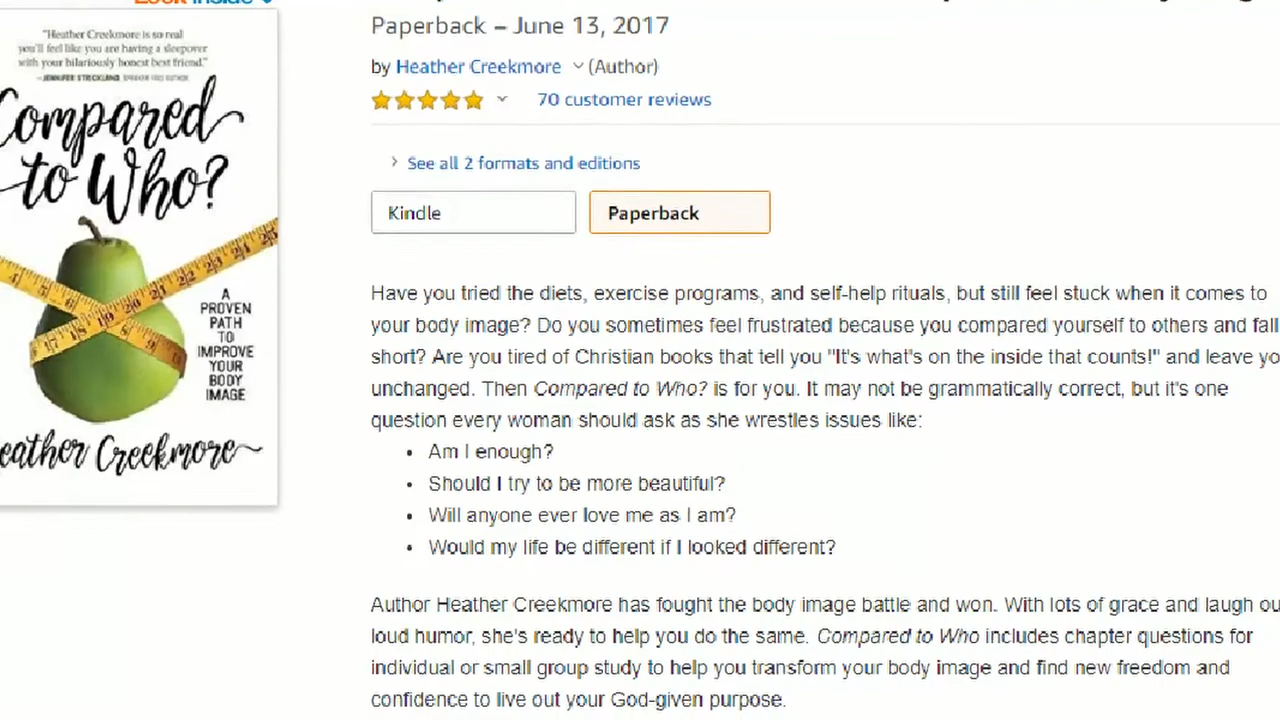 Look Inside
Paperback – June 13, 2017
by Heather Creekmore (Author)
70 customer reviews
See all 2 formats and editions
Kindle
Paperback
"Heather Creekmore is so real
you'll feel like you are having a sleepover
with your hilariously honest best friend."
Compared
to Who?
A
PROVEN
PATH
TO
IMPROVE
YOUR
BODY
IMAGE
eather Creekmore
Have you tried the diets, exercise programs, and self-help rituals, but still feel stuck when it comes to
your body image? Do you sometimes feel frustrated because you compared yourself to others and fall
short? Are you tired of Christian books that tell you "It's what's on the inside that counts!" and leave yo
unchanged. Then Compared to Who? is for you. It may not be grammatically correct, but it's one
question every woman should ask as she wrestles issues like:
• Am I enough?
• Should I try to be more beautiful?
• Will anyone ever love me as I am?
• Would my life be different if I looked different?
Author Heather Creekmore has fought the body image battle and won. With lots of grace and laugh ou
loud humor, she's ready to help you do the same. Compared to Who includes chapter questions for
individual or small group study to help you transform your body image and find new freedom and
confidence to live out your God-given purpose.